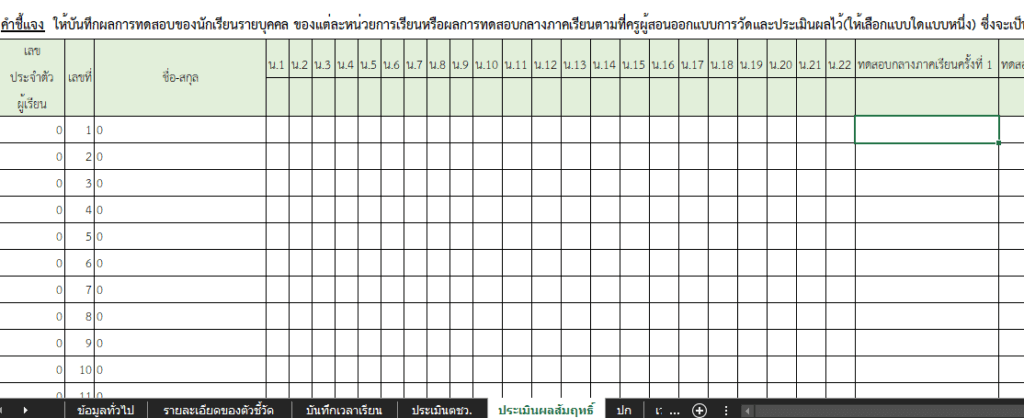 คำชี้แจง ให้บันทึกผลการทดสอบของนักเรียนรายบุคคล ของแต่ละหน่วยการเรียนหรือผลการทดสอบกลางภาคเรียนตามที่ครูผู้สอนออกแบบการวัดและประเมินผลไว้(ให้เลือกแบบใดแบบหนึ่ง) ซึ่งจะเป็
เลข
ประจำตัว
ผู้เรียน
เลขที่ ชื่อ-สกุล น.1 น.2 น.3 น.4 น.5 น.6 น.7 น.8 น.9 น.10 น.11 น.12 น.13 น.14 น.15 น.16 น.17 น.18 น.19 น.20 น.21 น.22 ทดสอบกลางภาคเรียนครั้งที่ 1 ทดส
0 1 0
0 2 0
0 3 0
0 4 0
0 5 0
0 6 0
0 7 0
0 8 0
0 9 0
0 10 0
0 11 0
ข้อมูลทั่วไป รายละเอียดของตัวชี้วัด บันทึกเวลาเรียน ประเมินตชว. ประเมินผลสัมฤทธิ์ ปก ...